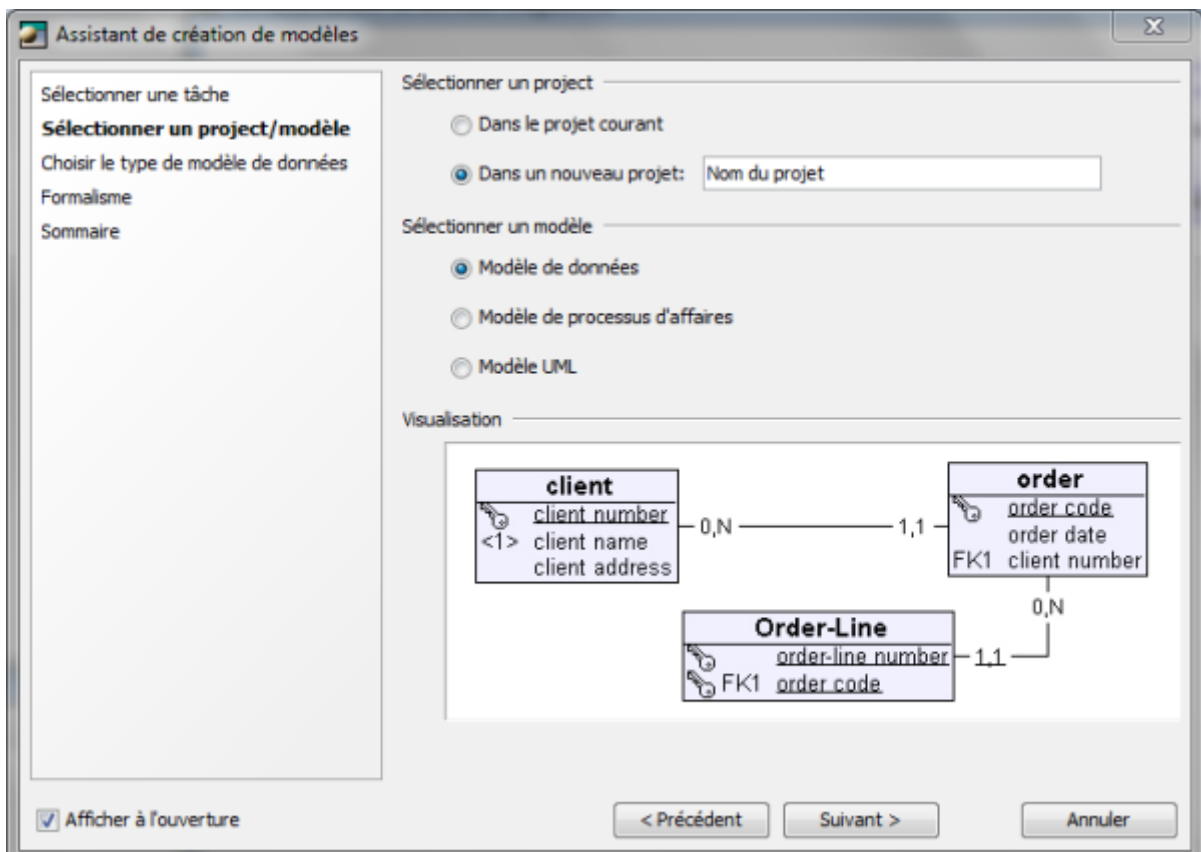 Assistant de création de modèles
Sélectionner une tâche
Sélectionner un project/modèle
Choisir le type de modèle de données
Formalisme
Sommaire
Sélectionner un project
Dans le projet courant
Dans un nouveau projet: Nom du projet
Sélectionner un modèle
Modèle de données
Modèle de processus d'affaires
Modèle UML
Visualisation
client
client number
<1> client name
client address
0,N
1,1
order
order code
order date
FK1 client number
0,N
Order-Line
order-line number
FK1 order code
1,1
Afficher à l'ouverture
< Précédent
Suivant >
Annuler